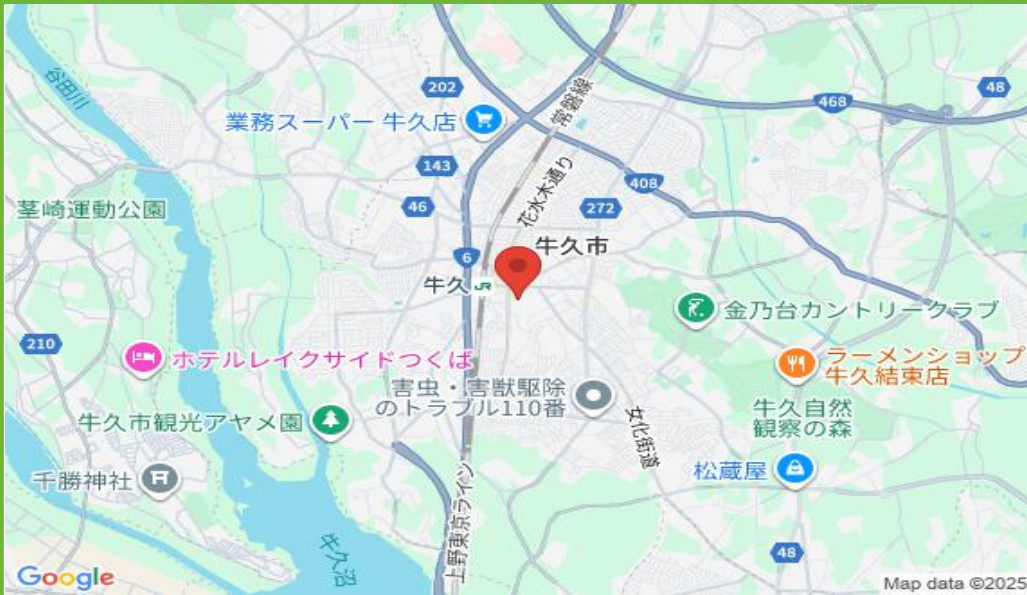 谷田川
202
48
468
業務スーパー 牛久店
常磐線
143
花水木通り
408
茎崎運動公園
46
272
6
牛久市
牛久
JR
金乃台カントリークラブ
210
ホテルレイクサイドつくば
ラーメンショップ
牛久結束店
害虫・害獣駆除
のトラブル110番
牛久市観光アヤメ園
女化街道
牛久自然
観察の森
千勝神社
松蔵屋
上野東京ライン
牛久沼
48
Google
Map data ©2025